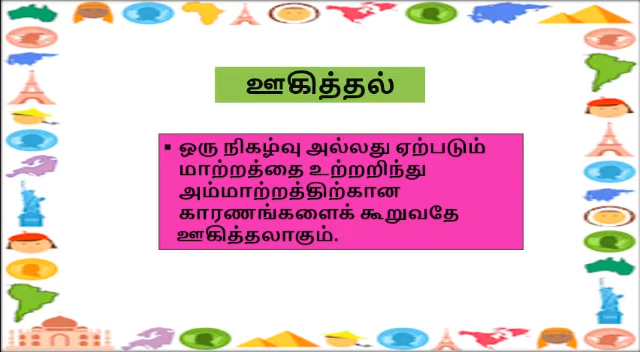 ஊகித்தல்
▪ ஒரு நிகழ்வு அல்லது ஏற்படும்
மாற்றத்தை உற்றறிந்து
அம்மாற்றத்திற்கான
காரணங்களைக் கூறுவதே
ஊகித்தலாகும்.